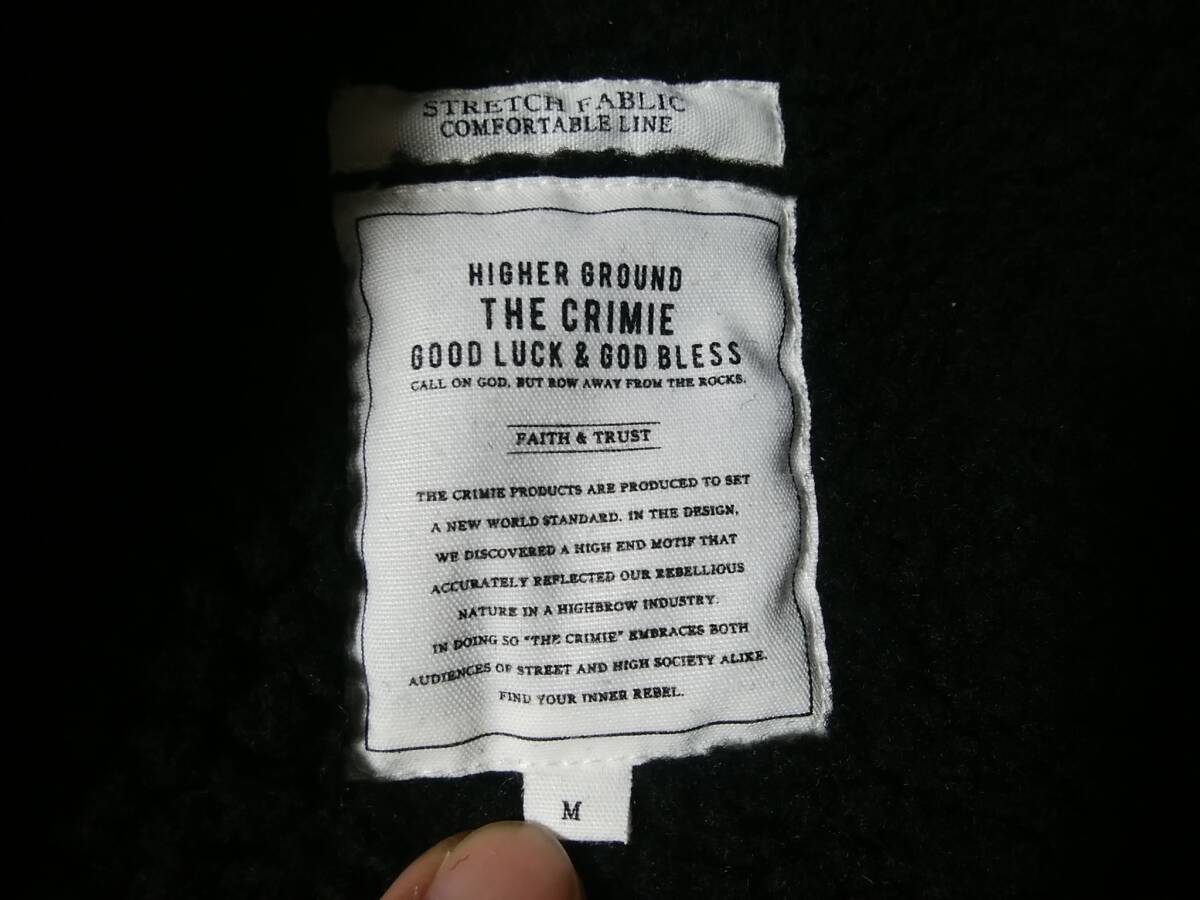 STRETCH FABLIC
COMFORTABLE LINE
HIGHER GROUND
THE CRIMIE
GOOD LUCK & GOD BLESS
CALL ON GOD, BUT ROW AWAY FROM THE ROCKS.
FAITH & TRUST
THE CRIMIE PRODUCTS ARE PRODUCED TO SET
A NEW WORLD STANDARD. IN THE DESIGN,
WE DISCOVERED A HIGH END MOTIF THAT
ACCURATELY REFLECTED OUR REBELLIOUS
NATURE IN A HIGHBROW INDUSTRY.
IN DOING SO "THE CRIMIE" EMBRACES BOTH
AUDIENCES OF STREET AND HIGH SOCIETY ALIKE.
FIND YOUR INNER REBEL.
M